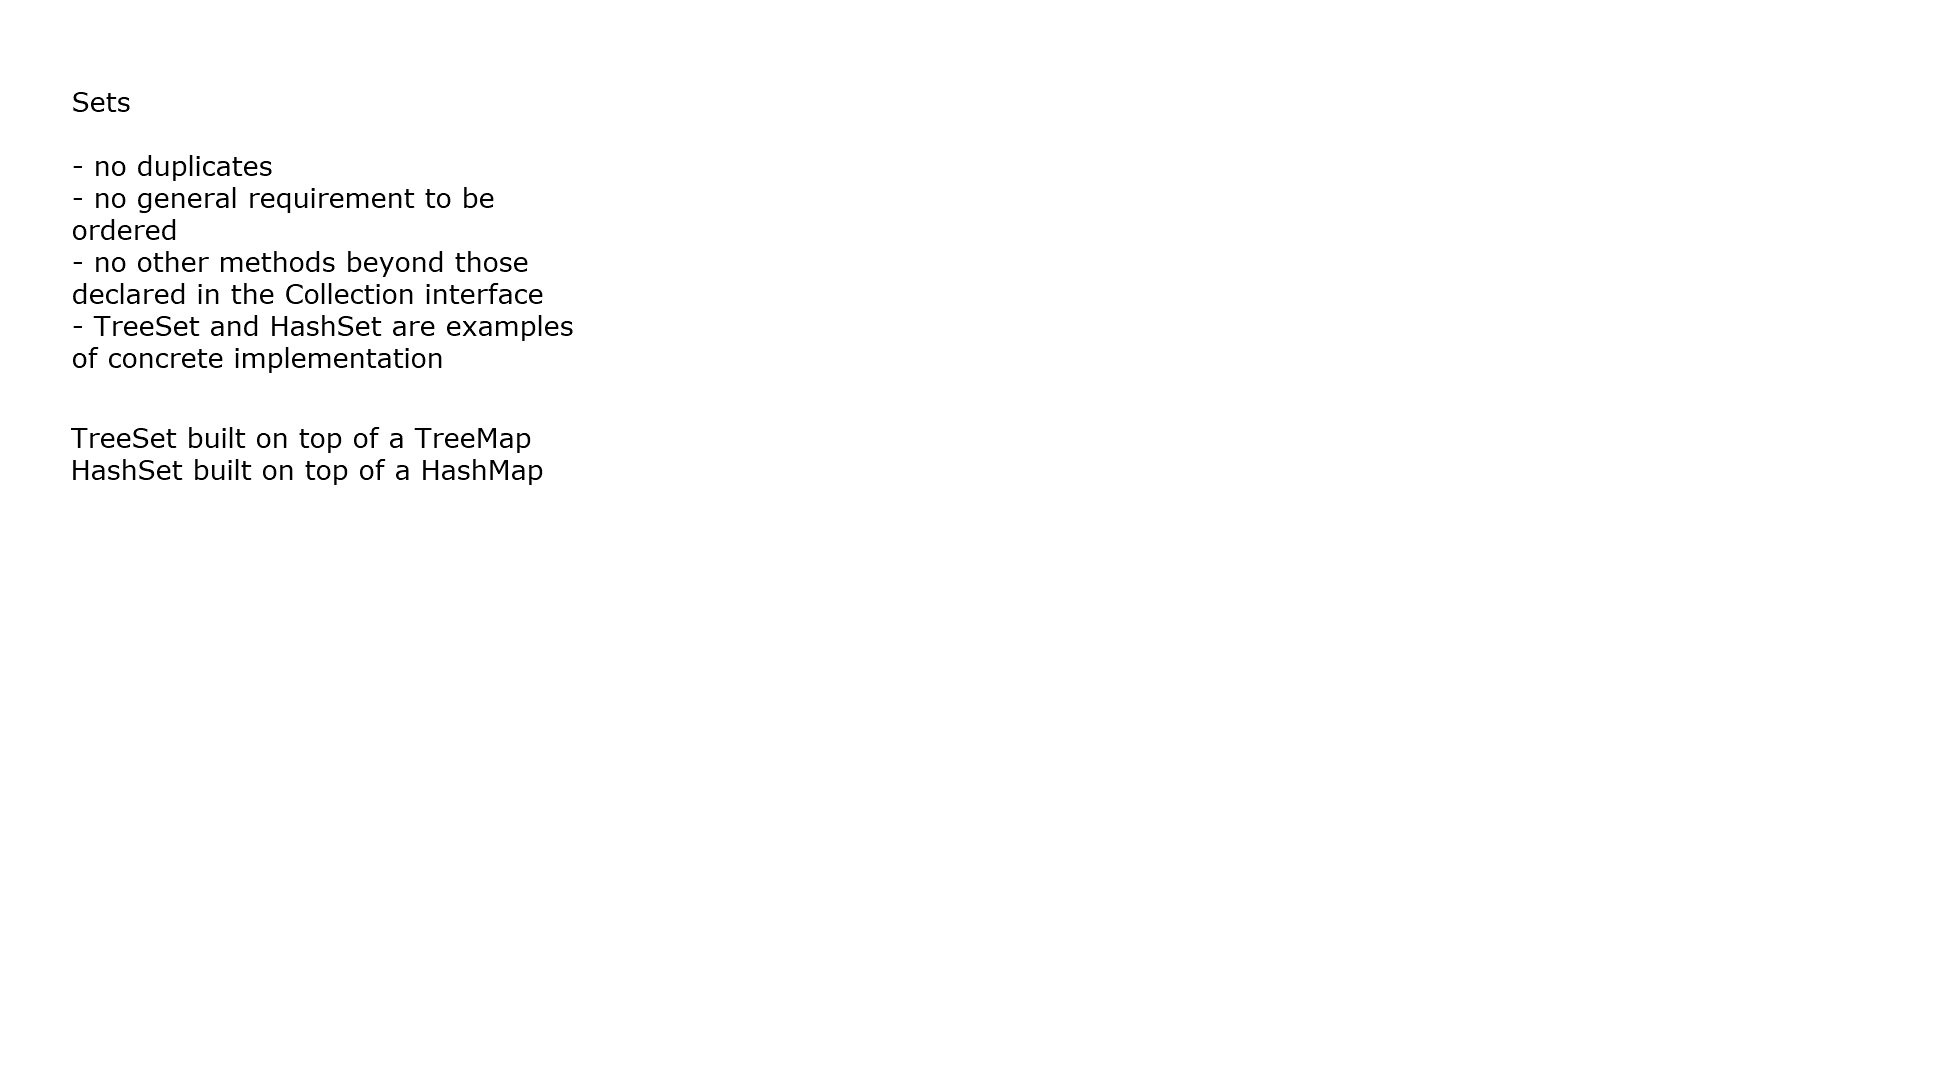 Sets
- no duplicates
- no general requirement to be
ordered
- no other methods beyond those
declared in the Collection interface
- TreeSet and HashSet are examples
of concrete implementation
TreeSet built on top of a TreeMap
HashSet built on top of a HashMap